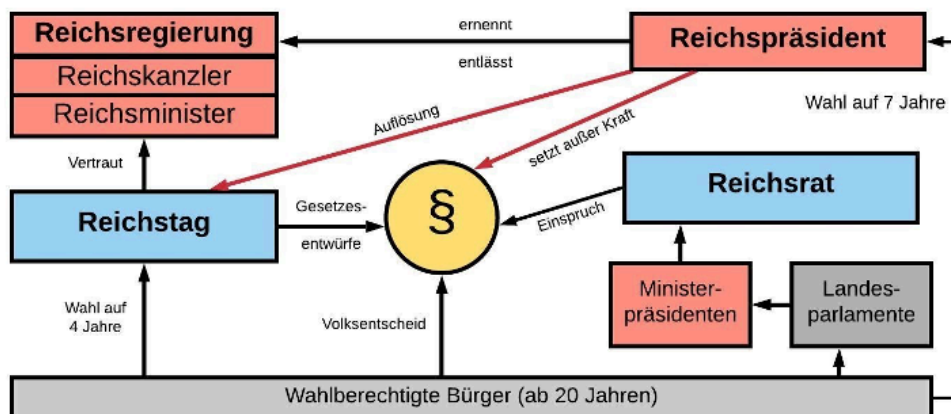 Reichsregierung
Reichskanzler
Reichsminister
ernennt
entlässt
Reichspräsident
Wahl auf 7 Jahre
Auflösung
setzt außer Kraft
Vertraut
Reichstag
Gesetzes-
entwürfe
§
Einspruch
Reichsrat
Minister-
präsidenten
Landes-
parlamente
Wahl auf
4 Jahre
Volksentscheid
Wahlberechtigte Bürger (ab 20 Jahren)